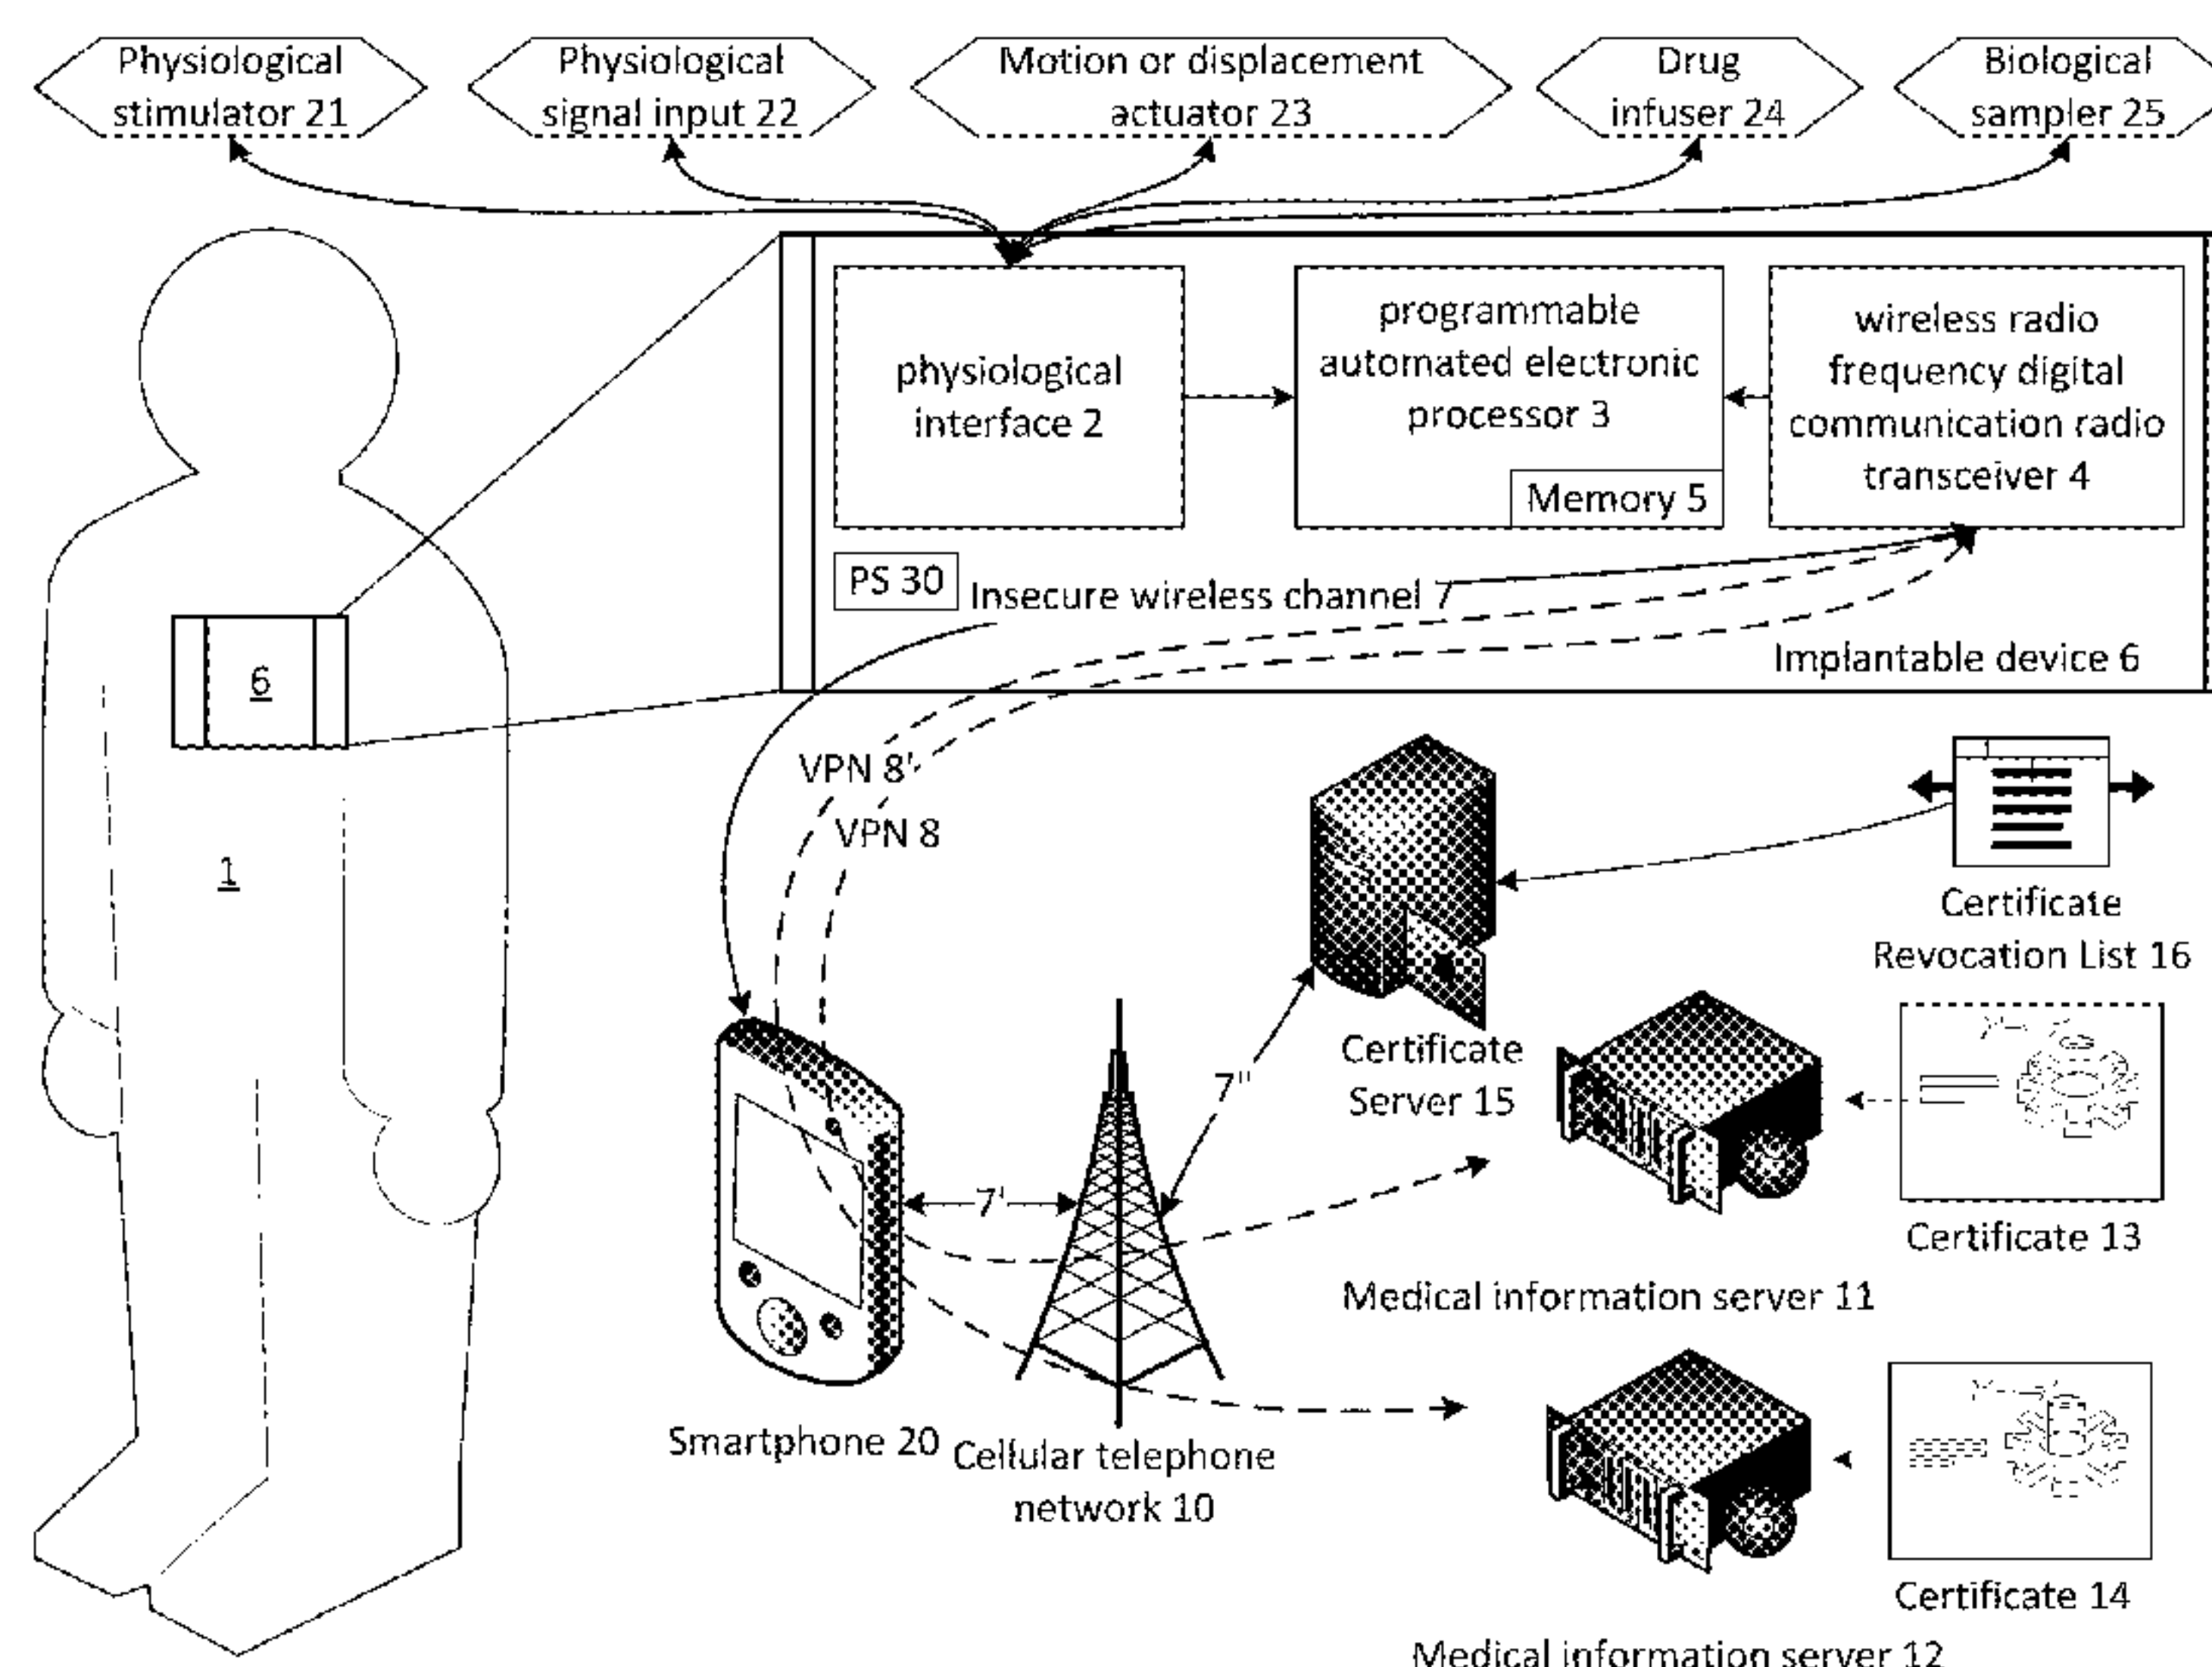 Physiological
stimulator 21
Physiological
signal input 22
Motion or displacement
actuator 23
Drug
infuser 24
Biological
sampler 25
physiological
interface 2
programmable
automated electronic
processor 3
Memory 5
wireless radio
frequency digital
communication radio
transceiver 4
PS 30
Insecure wireless channel 7
Implantable device 6
6
1
VPN 8'
VPN 8
Certificate
Revocation List 16
Certificate
Server 15
7"
7'
Certificate 13
Medical information server 11
Smartphone 20
Cellular telephone
network 10
Certificate 14
Medical information server 12